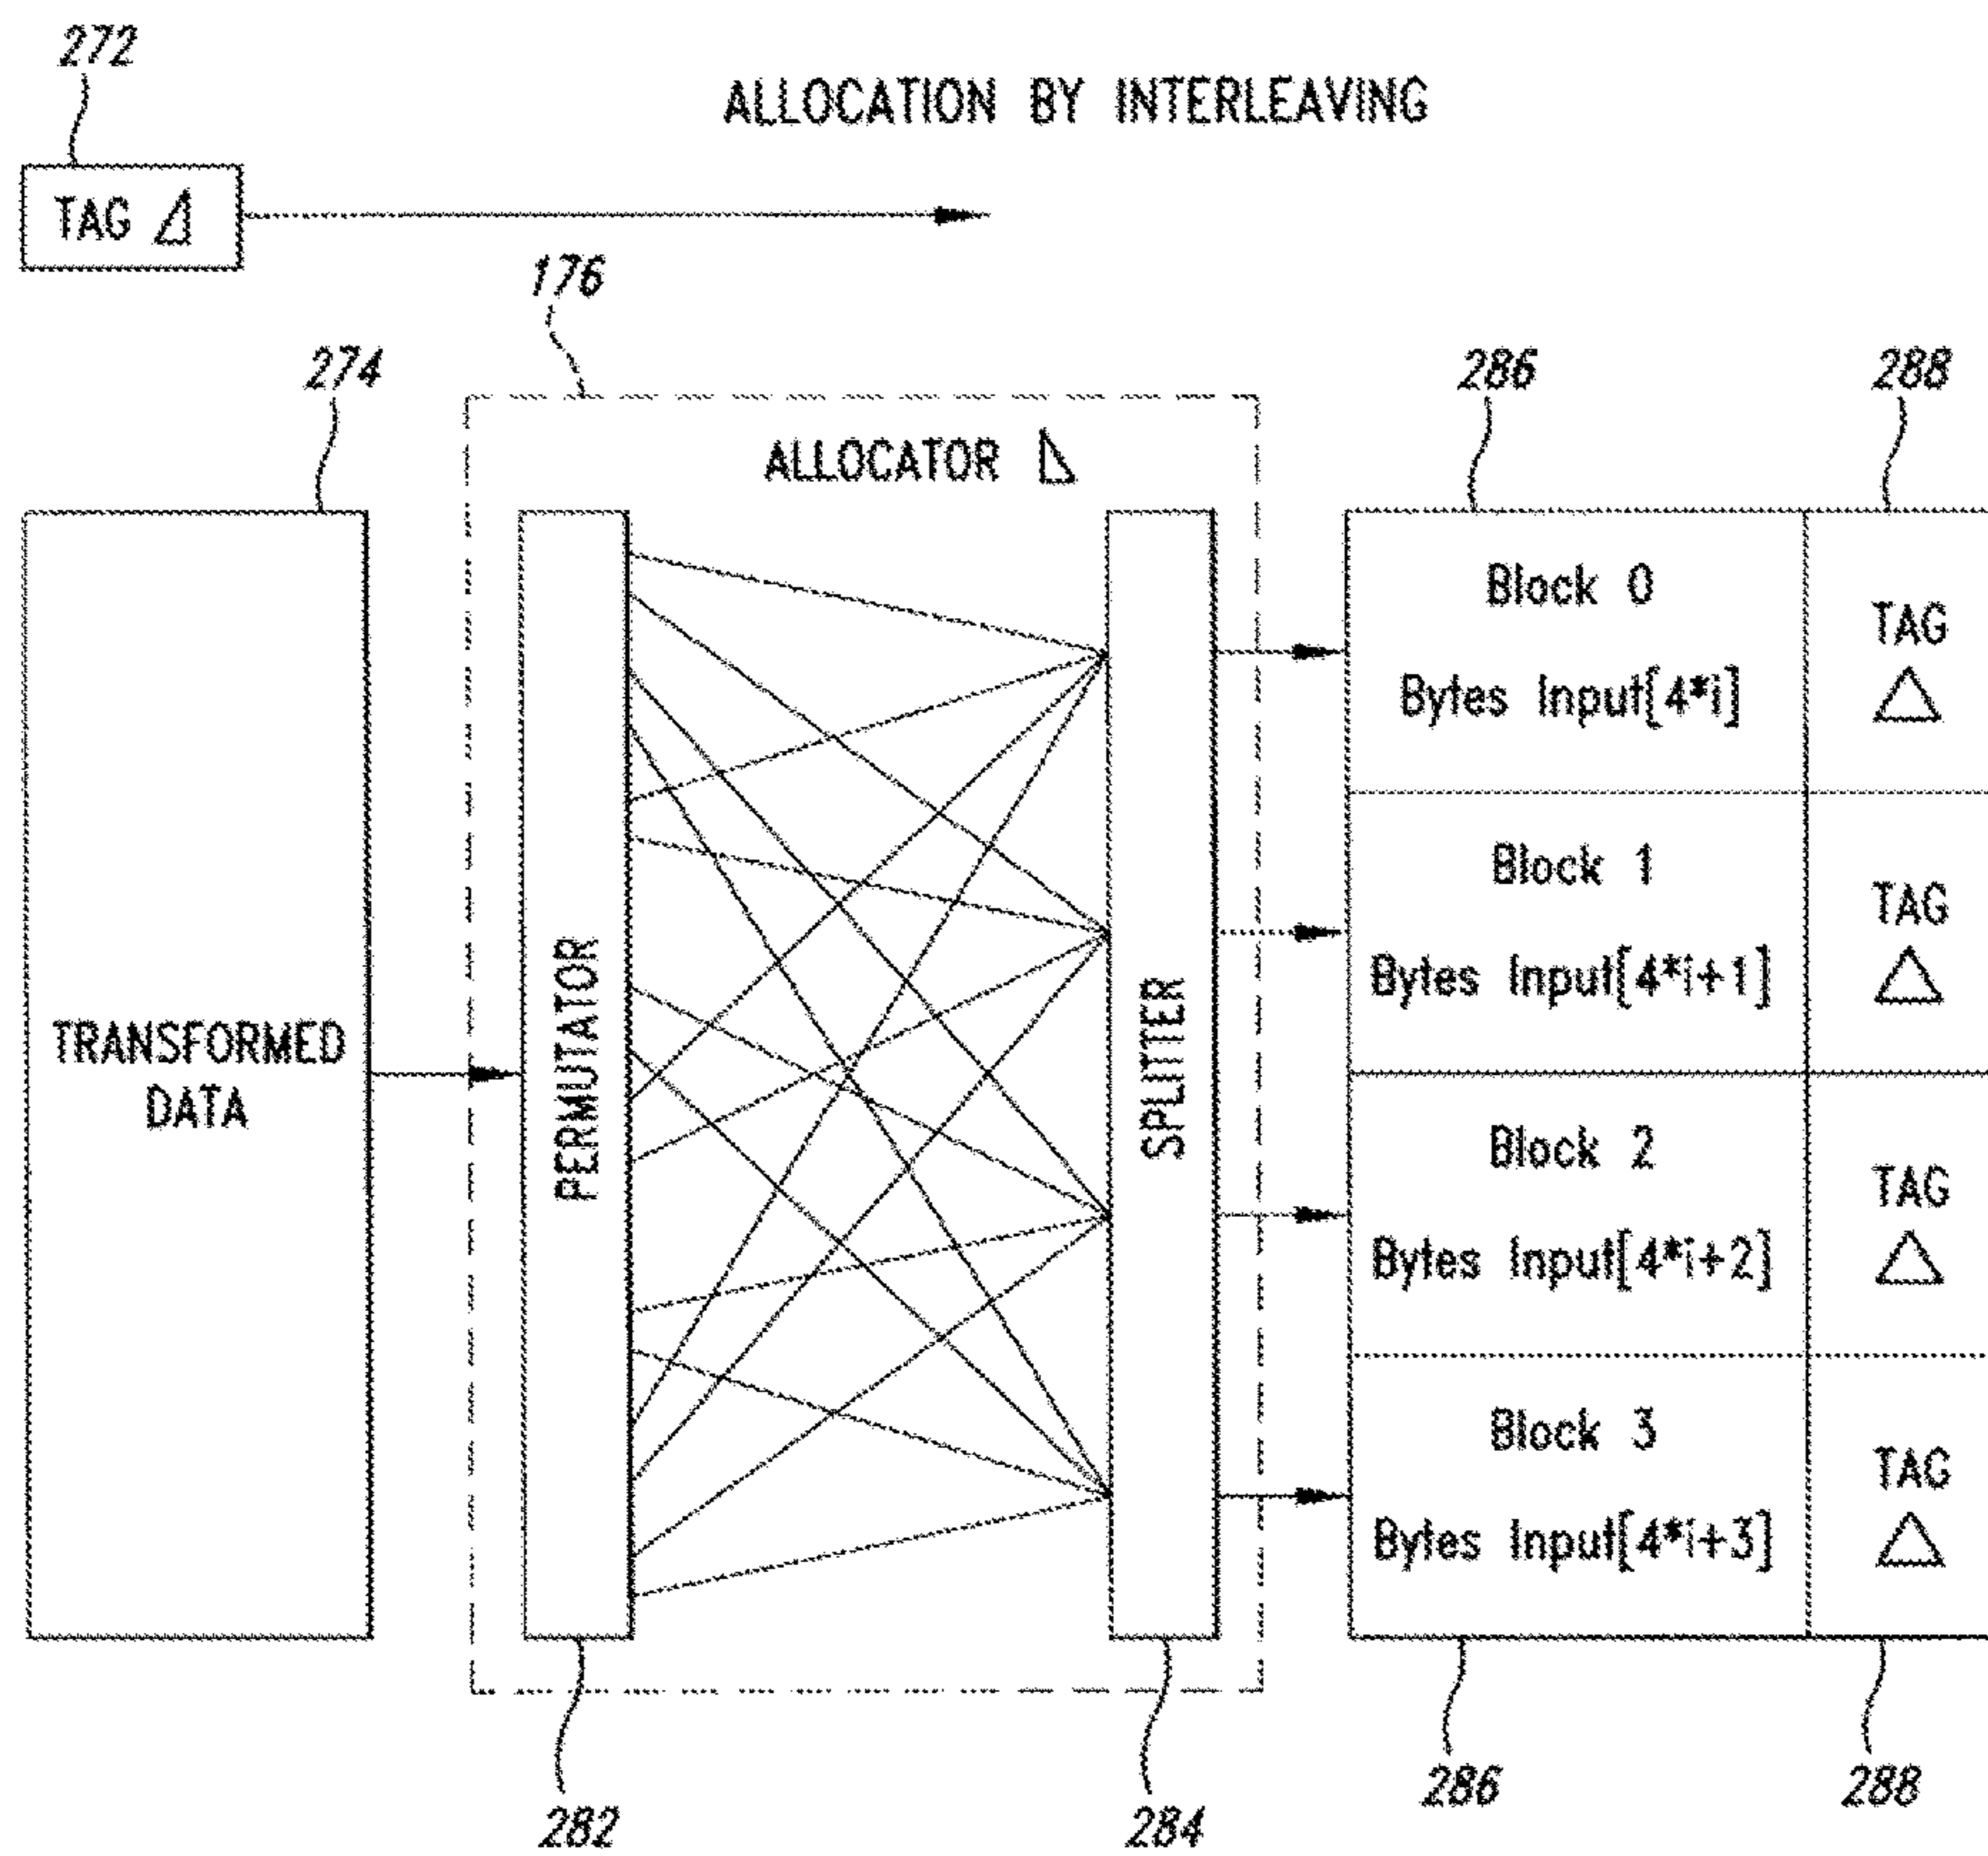 272
ALLOCATION BY INTERLEAVING
TAG
176
274
286
288
ALLOCATOR
Block 0
Bytes Input[4*i]
TAG
Block 1
Bytes Input[4*i+1]
TAG
TRANSFORMED
DATA
PERMUTATOR
SPLITTER
Block 2
Bytes Input[4*i+2]
TAG
Block 3
Bytes Input[4*i+3]
TAG
282
284
286
288